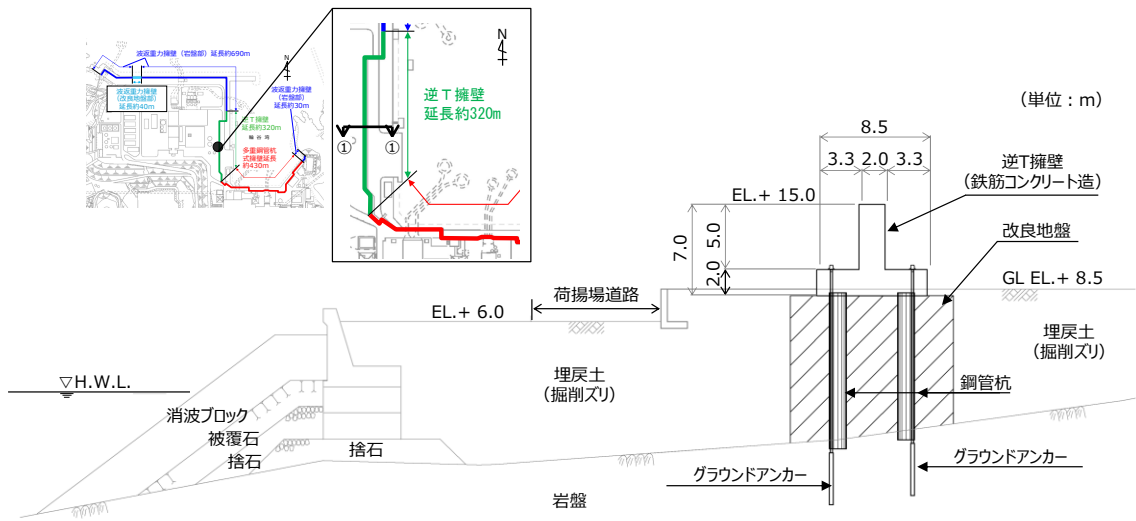 波返重力擁壁（岩盤部）延長約690m
N
波返重力擁壁
（改良地盤部）
延長約40m
波返重力擁壁
（岩盤部）
延長約30m
逆Ｔ擁壁
延長約320m
輪谷湾
多重鋼管杭
式擁壁延長
約430m
N
逆Ｔ擁壁
延長約320m
①
①
（単位：m）
8.5
3.3
2.0
3.3
逆T擁壁
（鉄筋コンクリート造）
EL.+ 15.0
7.0
5.0
2.0
改良地盤
GL EL.+ 8.5
荷揚場道路
EL.+ 6.0
埋戻土
（掘削ズリ）
埋戻土
（掘削ズリ）
▽H.W.L.
鋼管杭
消波ブロック
被覆石
捨石
捨石
グラウンドアンカー
グラウンドアンカー
岩盤